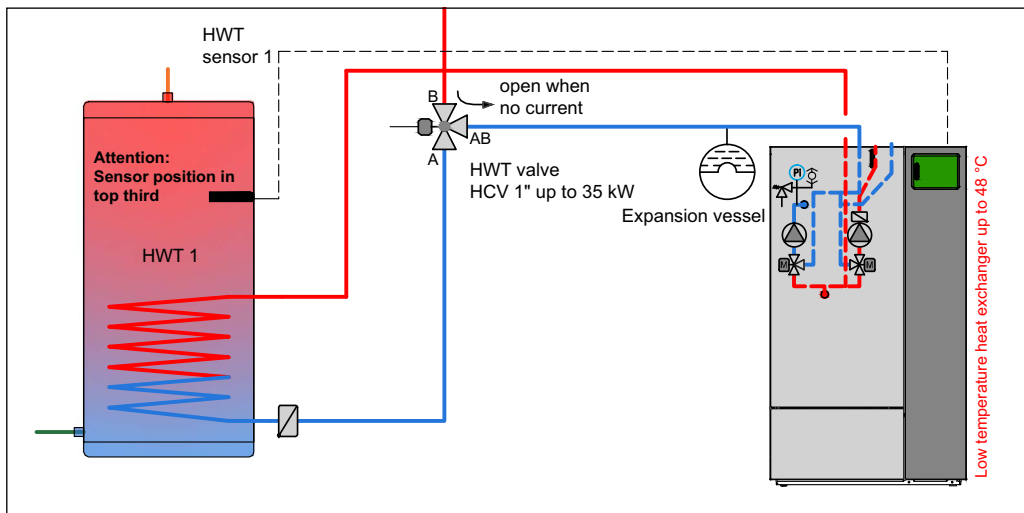 HWT
sensor 1
B
open when
no current
AB
A
HWT valve
HCV 1" up to 35 kW
Expansion vessel
Attention:
Sensor position in
top third
HWT 1
PI
M
M
Low temperature heat exchanger up to 48 °C